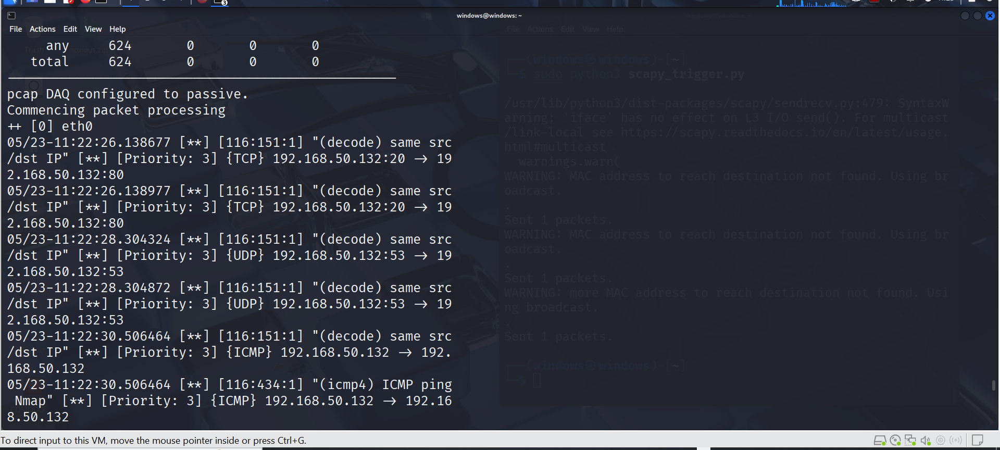 windows@windows: ~
File Actions Edit View Help
any 624 0 0 0
total 624 0 0 0
pcap DAQ configured to passive.
Commencing packet processing
++ [0] eth0
05/23-11:22:26.138677 [**] [116:151:1] "(decode) same src
/dst IP" [**] [Priority: 3] {TCP} 192.168.50.132:20 → 19
2.168.50.132:80
05/23-11:22:26.138977 [**] [116:151:1] "(decode) same src
/dst IP" [**] [Priority: 3] {TCP} 192.168.50.132:20 → 19
2.168.50.132:80
05/23-11:22:28.304324 [**] [116:151:1] "(decode) same src
/dst IP" [**] [Priority: 3] {UDP} 192.168.50.132:53 → 19
2.168.50.132:53
05/23-11:22:28.304872 [**] [116:151:1] "(decode) same src
/dst IP" [**] [Priority: 3] {UDP} 192.168.50.132:53 → 19
2.168.50.132:53
05/23-11:22:30.506464 [**] [116:151:1] "(decode) same src
/dst IP" [**] [Priority: 3] {ICMP} 192.168.50.132 → 192.
168.50.132
05/23-11:22:30.506464 [**] [116:434:1] "(icmp4) ICMP ping
Nmap" [**] [Priority: 3] {ICMP} 192.168.50.132 → 192.16
8.50.132
File Actions Edit View Help
(windows㉿windows)-[~]
$ sudo python3 scapy_trigger.py
/usr/lib/python3/dist-packages/scapy/sendrecv.py:479: SyntaxW
arning: 'iface' has no effect on L3 I/O send(). For multicast
/link-local see https://scapy.readthedocs.io/en/latest/usage.
html#multicast
warnings.warn(
WARNING: MAC address to reach destination not found. Using br
oadcast.
.
Sent 1 packets.
WARNING: MAC address to reach destination not found. Using br
oadcast.
.
Sent 1 packets.
WARNING: more MAC address to reach destination not found. Usi
ng broadcast.
.
Sent 1 packets.
(windows㉿windows)-[~]
$
To direct input to this VM, move the mouse pointer inside or press Ctrl+G.